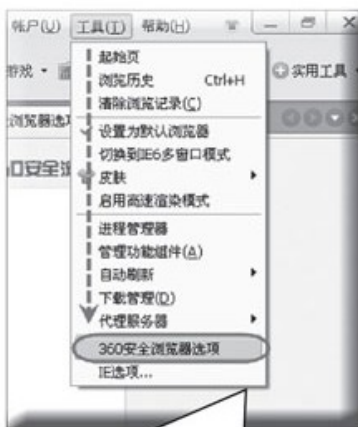 帐户(U) 工具(T) 帮助(H)
游戏
实用工具
浏览器选
起始页
浏览历史 Ctrl+H
清除浏览记录(C)
设置为默认浏览器
切换到IE6多窗口模式
皮肤
启用高速渲染模式
进程管理器
管理功能组件(A)
自动刷新
下载管理(D)
代理服务器
360安全浏览器选项
IE选项...